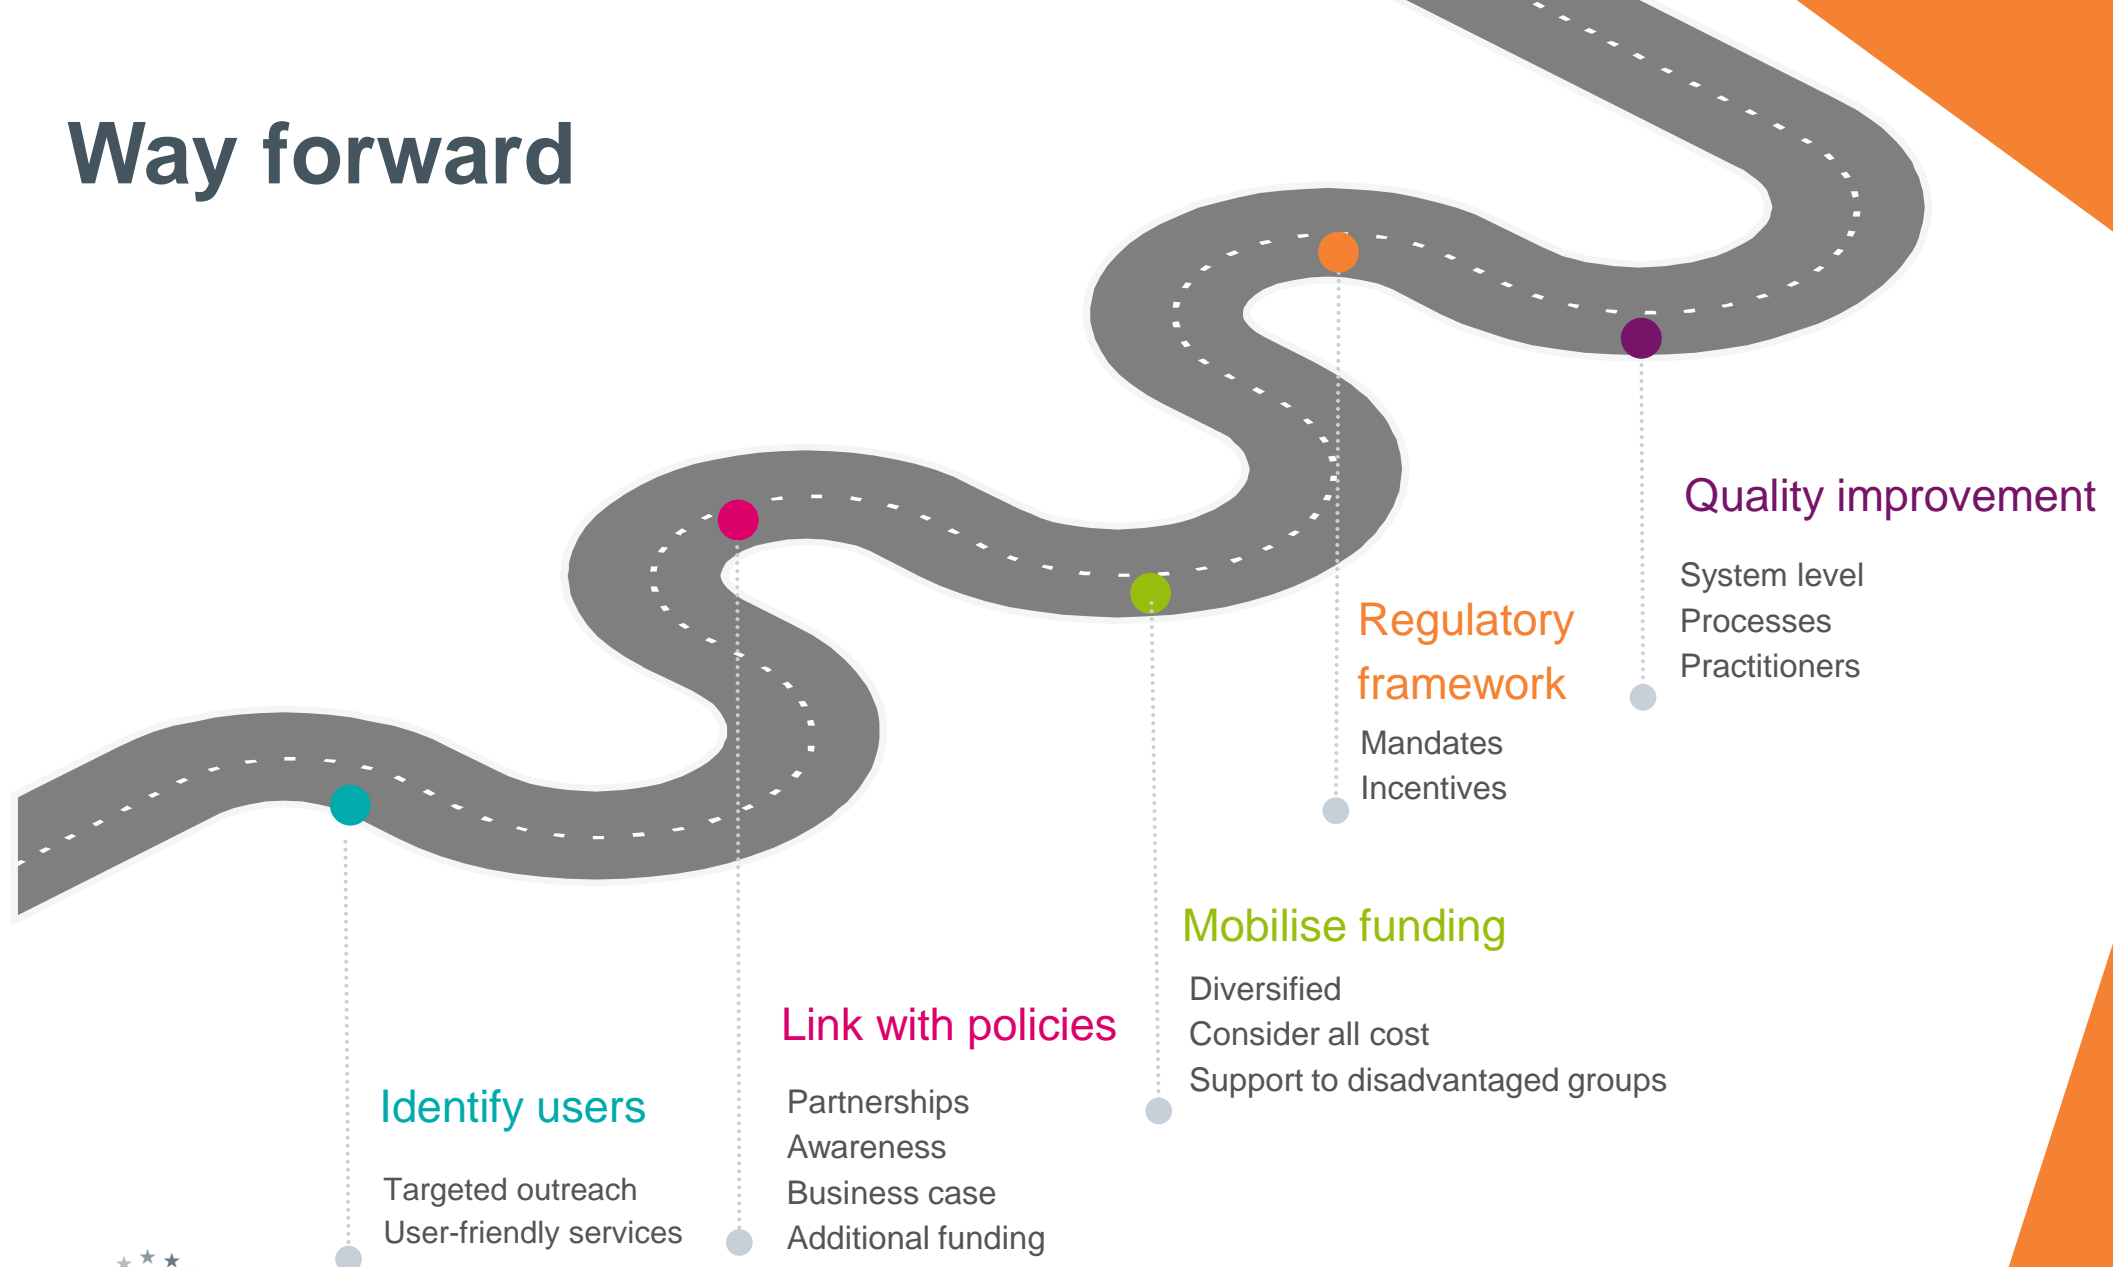 Way forward
Identify users
Targeted outreach
User-friendly services
Link with policies
Partnerships
Awareness
Business case
Additional funding
Mobilise funding
Diversified
Consider all cost
Support to disadvantaged groups
Regulatory
framework
Mandates
Incentives
Quality improvement
System level
Processes
Practitioners